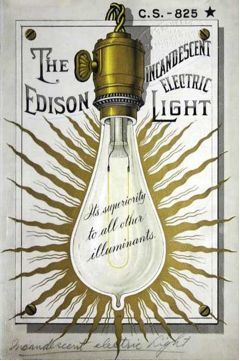 C.S.-825 ★
THE EDISON
INCANDESCENT
ELECTRIC
LIGHT
Its superiority
to all other
illuminants.
Incandescent electric light